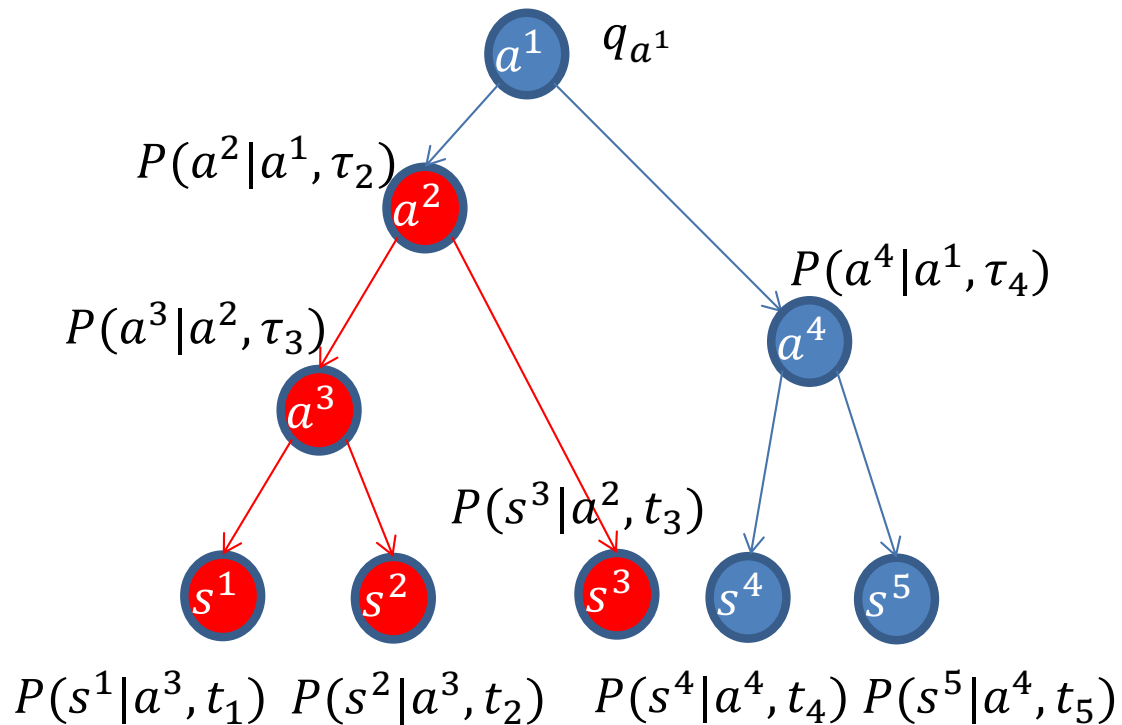 a¹ q_{a¹}
P(a²|a¹, τ₂)
a²
P(a⁴|a¹, τ₄)
P(a³|a², τ₃)
a⁴
a³
P(s³|a², t₃)
s¹ s² s³ s⁴ s⁵
P(s¹|a³, t₁) P(s²|a³, t₂) P(s⁴|a⁴, t₄) P(s⁵|a⁴, t₅)